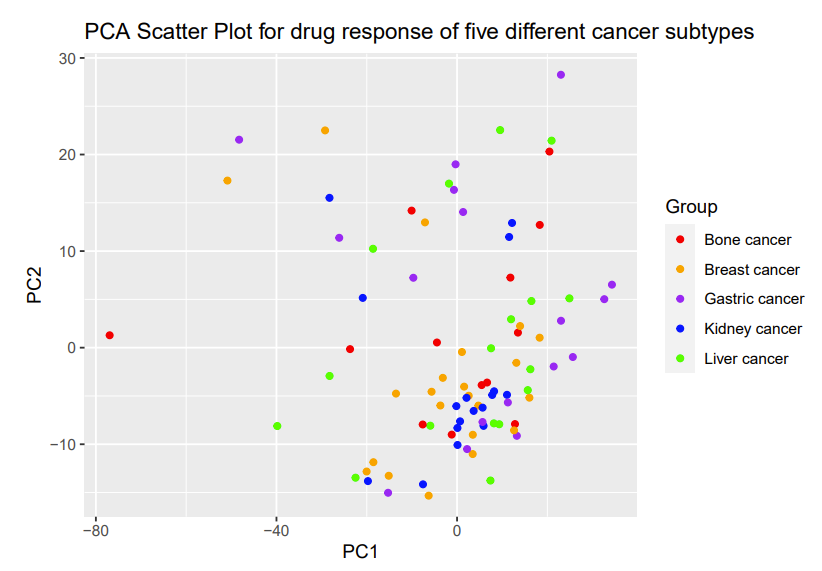 PCA Scatter Plot for drug response of five different cancer subtypes
30
20
10
0
−10
PC2
−80
−40
0
PC1
Group
Bone cancer
Breast cancer
Gastric cancer
Kidney cancer
Liver cancer